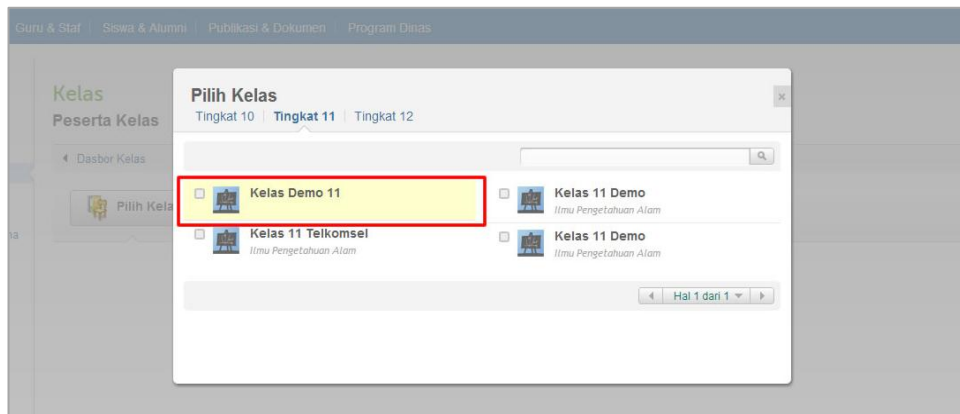 Guru & Staf | Siswa & Alumni | Publikasi & Dokumen | Program Dinas
Kelas
Peserta Kelas
Dasbor Kelas
Pilih Kela
Pilih Kelas
Tingkat 10 | Tingkat 11 | Tingkat 12
Kelas Demo 11
Kelas 11 Demo
Ilmu Pengetahuan Alam
Kelas 11 Telkomsel
Ilmu Pengetahuan Alam
Kelas 11 Demo
Ilmu Pengetahuan Alam
Hal 1 dari 1